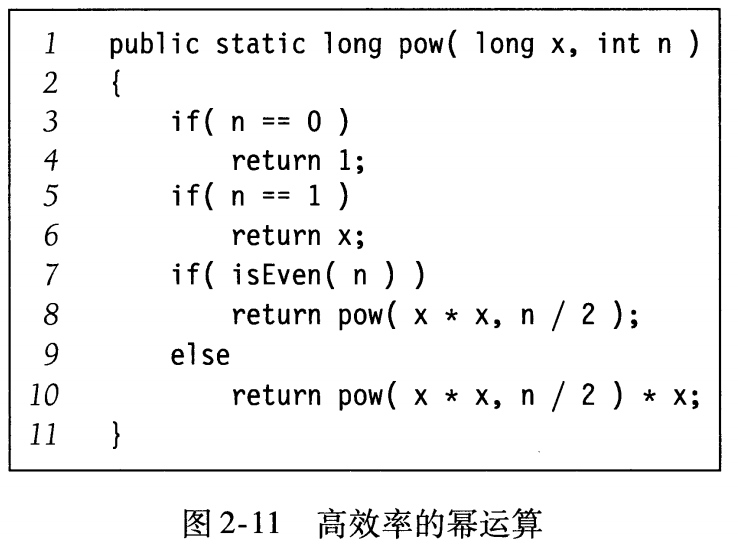 1 public static long pow( long x, int n )
2 {
3 if( n == 0 )
4 return 1;
5 if( n == 1 )
6 return x;
7 if( isEven( n ) )
8 return pow( x * x, n / 2 );
9 else
10 return pow( x * x, n / 2 ) * x;
11 }
图 2-11 高效率的幂运算